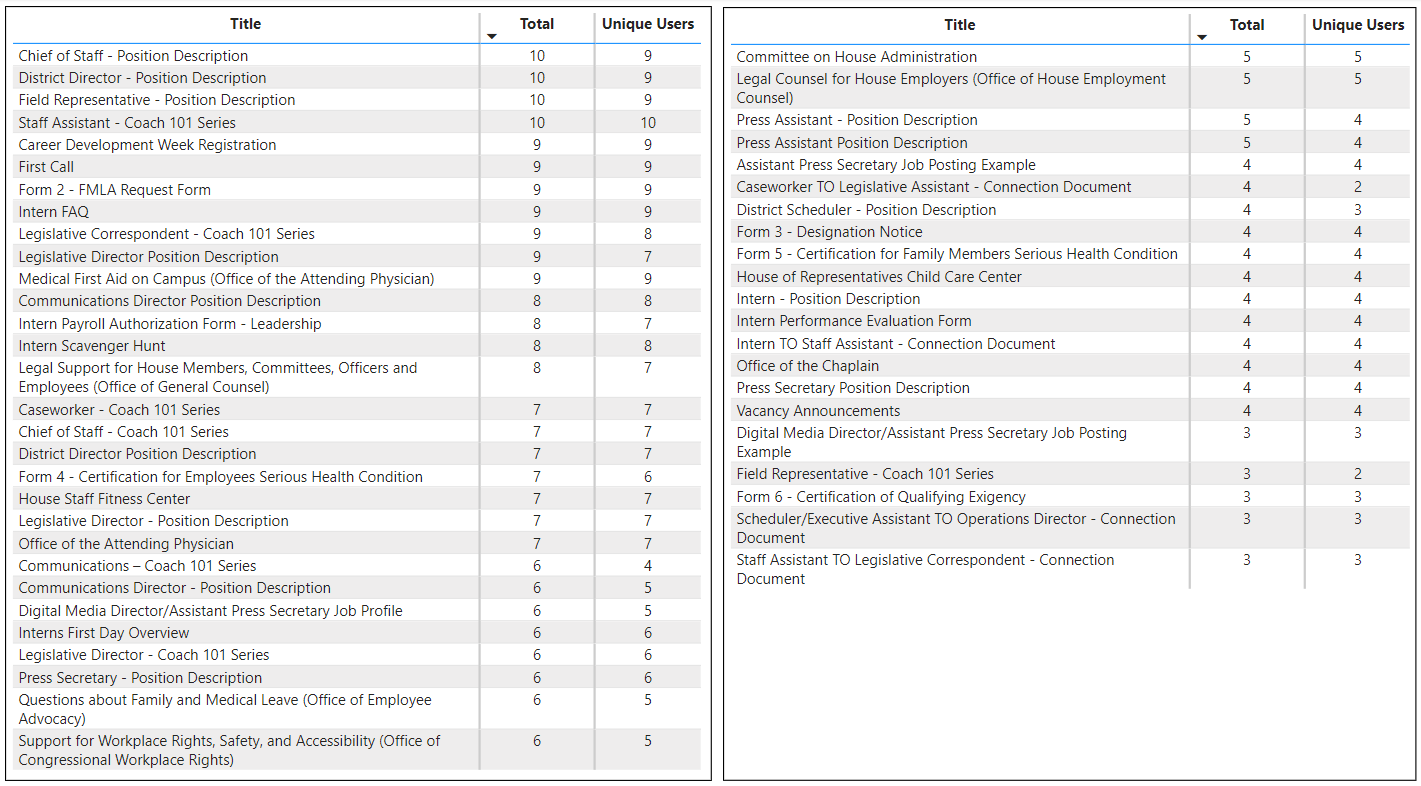 Title Total Unique Users
Chief of Staff - Position Description 10 9
District Director - Position Description 10 9
Field Representative - Position Description 10 9
Staff Assistant - Coach 101 Series 10 10
Career Development Week Registration 9 9
First Call 9 9
Form 2 - FMLA Request Form 9 9
Intern FAQ 9 9
Legislative Correspondent - Coach 101 Series 9 8
Legislative Director Position Description 9 7
Medical First Aid on Campus (Office of the Attending Physician) 9 9
Communications Director Position Description 8 8
Intern Payroll Authorization Form - Leadership 8 7
Intern Scavenger Hunt 8 8
Legal Support for House Members, Committees, Officers and 8 7
Employees (Office of General Counsel)
Caseworker - Coach 101 Series 7 7
Chief of Staff - Coach 101 Series 7 7
District Director Position Description 7 7
Form 4 - Certification for Employees Serious Health Condition 7 6
House Staff Fitness Center 7 7
Legislative Director - Position Description 7 7
Office of the Attending Physician 7 7
Communications – Coach 101 Series 6 4
Communications Director - Position Description 6 5
Digital Media Director/Assistant Press Secretary Job Profile 6 5
Interns First Day Overview 6 6
Legislative Director - Coach 101 Series 6 6
Press Secretary - Position Description 6 6
Questions about Family and Medical Leave (Office of Employee 6 5
Advocacy)
Support for Workplace Rights, Safety, and Accessibility (Office of 6 5
Congressional Workplace Rights)
Title Total Unique Users
Committee on House Administration 5 5
Legal Counsel for House Employers (Office of House Employment 5 5
Counsel)
Press Assistant - Position Description 5 4
Press Assistant Position Description 5 4
Assistant Press Secretary Job Posting Example 4 4
Caseworker TO Legislative Assistant - Connection Document 4 2
District Scheduler - Position Description 4 3
Form 3 - Designation Notice 4 4
Form 5 - Certification for Family Members Serious Health Condition 4 4
House of Representatives Child Care Center 4 4
Intern - Position Description 4 4
Intern Performance Evaluation Form 4 4
Intern TO Staff Assistant - Connection Document 4 4
Office of the Chaplain 4 4
Press Secretary Position Description 4 4
Vacancy Announcements 4 4
Digital Media Director/Assistant Press Secretary Job Posting 3 3
Example
Field Representative - Coach 101 Series 3 2
Form 6 - Certification of Qualifying Exigency 3 3
Scheduler/Executive Assistant TO Operations Director - Connection 3 3
Document
Staff Assistant TO Legislative Correspondent - Connection 3 3
Document